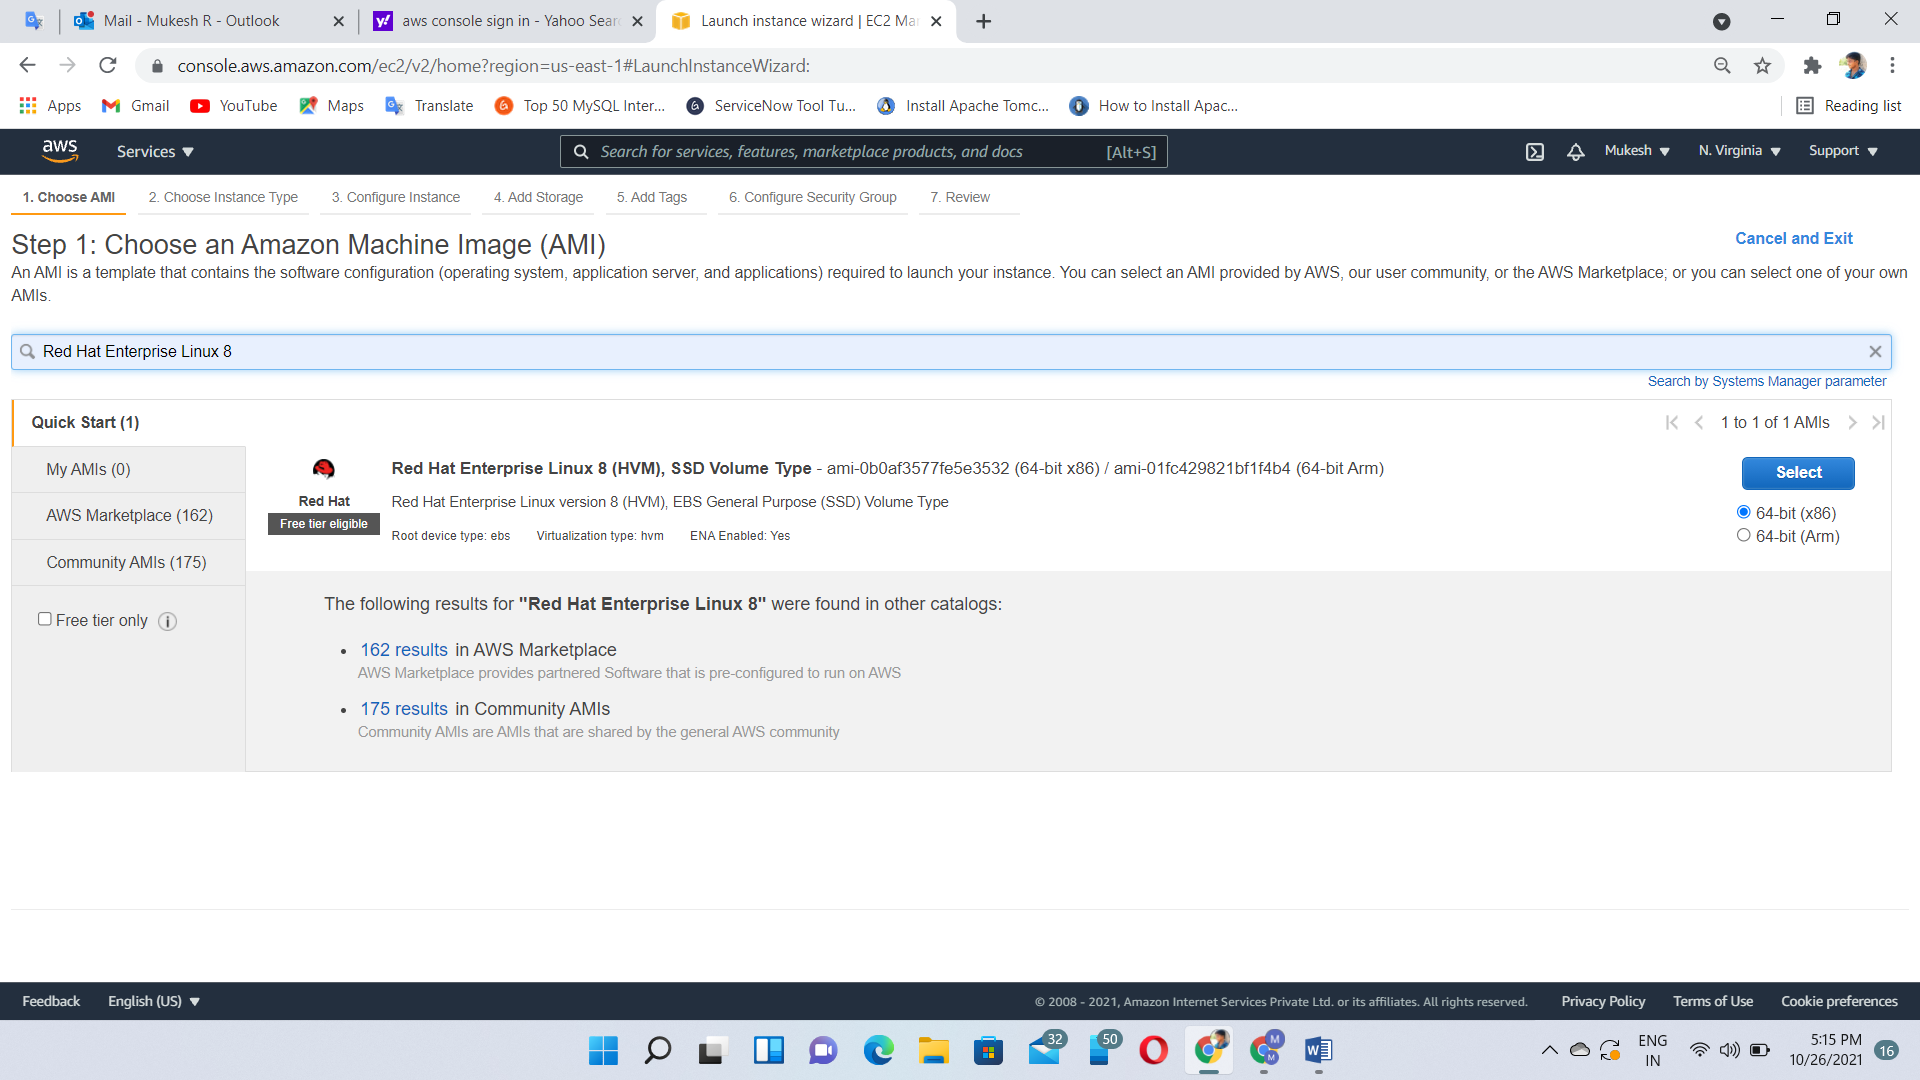 Mail - Mukesh R - Outlook
aws console sign in - Yahoo Sear
Launch instance wizard | EC2 Ma
console.aws.amazon.com/ec2/v2/home?region=us-east-1#LaunchInstanceWizard:
Apps
Gmail
YouTube
Maps
Translate
Top 50 MySQL Inter...
ServiceNow Tool Tu...
Install Apache Tomc...
How to Install Apac...
Reading list
aws
Services
Search for services, features, marketplace products, and docs
[Alt+S]
Mukesh
N. Virginia
Support
1. Choose AMI
2. Choose Instance Type
3. Configure Instance
4. Add Storage
5. Add Tags
6. Configure Security Group
7. Review
Step 1: Choose an Amazon Machine Image (AMI)
Cancel and Exit
An AMI is a template that contains the software configuration (operating system, application server, and applications) required to launch your instance. You can select an AMI provided by AWS, our user community, or the AWS Marketplace; or you can select one of your own
AMIs.
Red Hat Enterprise Linux 8
Search by Systems Manager parameter
Quick Start (1)
1 to 1 of 1 AMIs
My AMIs (0)
AWS Marketplace (162)
Community AMIs (175)
Free tier only
Red Hat
Free tier eligible
Red Hat Enterprise Linux 8 (HVM), SSD Volume Type - ami-0b0af3577fe5e3532 (64-bit x86) / ami-01fc429821bf1f4b4 (64-bit Arm)
Red Hat Enterprise Linux version 8 (HVM), EBS General Purpose (SSD) Volume Type
Root device type: ebs
Virtualization type: hvm
ENA Enabled: Yes
Select
64-bit (x86)
64-bit (Arm)
The following results for "Red Hat Enterprise Linux 8" were found in other catalogs:
• 162 results in AWS Marketplace
AWS Marketplace provides partnered Software that is pre-configured to run on AWS
• 175 results in Community AMIs
Community AMIs are AMIs that are shared by the general AWS community
Feedback
English (US)
© 2008 - 2021, Amazon Internet Services Private Ltd. or its affiliates. All rights reserved.
Privacy Policy
Terms of Use
Cookie preferences
32
50
M
M
ENG
IN
5:15 PM
10/26/2021
16